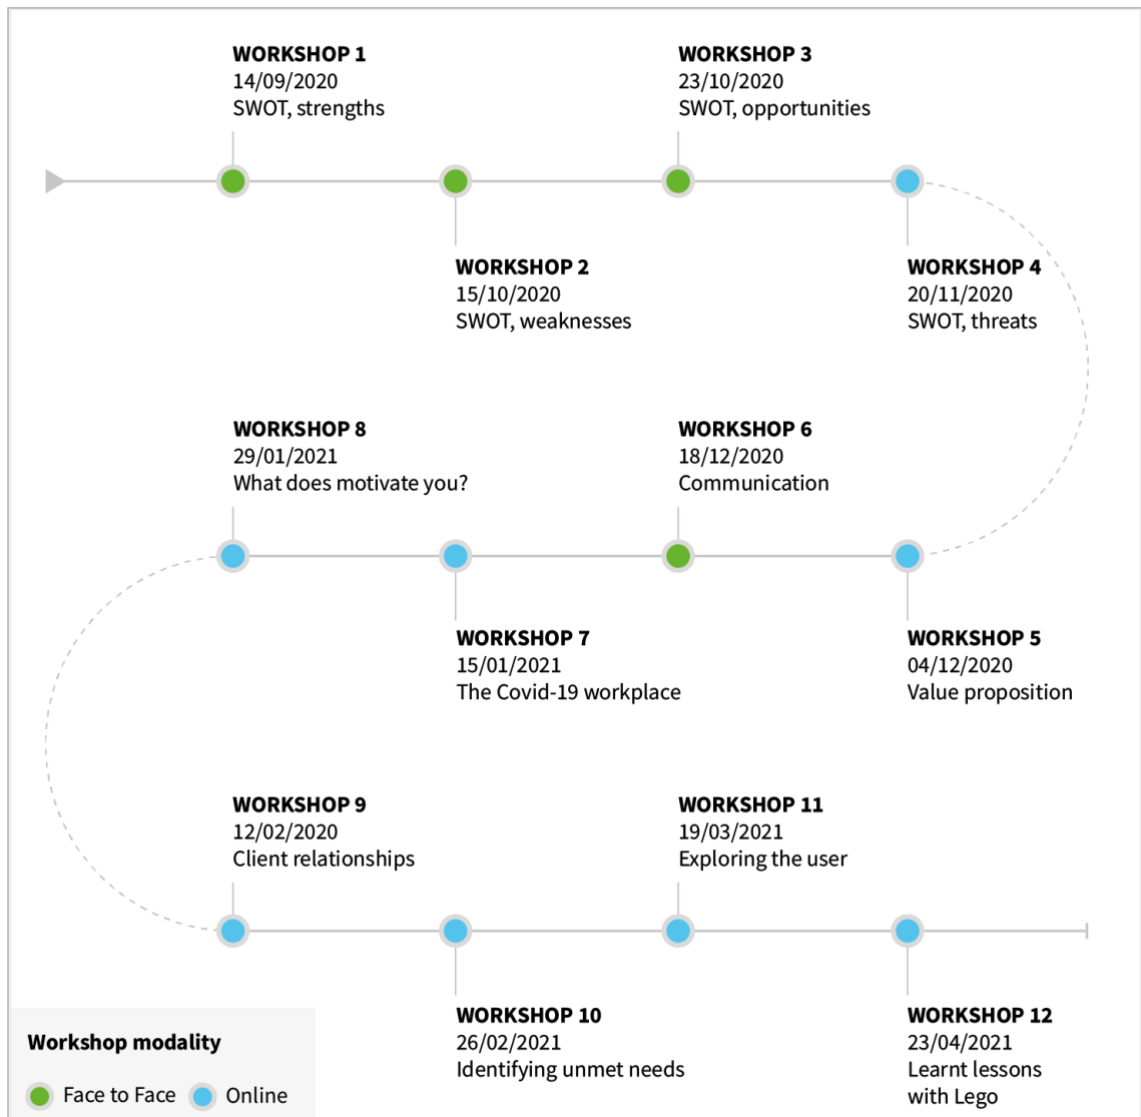 WORKSHOP 1
14/09/2020
SWOT, strengths
WORKSHOP 2
15/10/2020
SWOT, weaknesses
WORKSHOP 3
23/10/2020
SWOT, opportunities
WORKSHOP 4
20/11/2020
SWOT, threats
WORKSHOP 5
04/12/2020
Value proposition
WORKSHOP 6
18/12/2020
Communication
WORKSHOP 7
15/01/2021
The Covid-19 workplace
WORKSHOP 8
29/01/2021
What does motivate you?
WORKSHOP 9
12/02/2020
Client relationships
WORKSHOP 10
26/02/2021
Identifying unmet needs
WORKSHOP 11
19/03/2021
Exploring the user
WORKSHOP 12
23/04/2021
Learnt lessons
with Lego
Workshop modality
Face to Face
Online